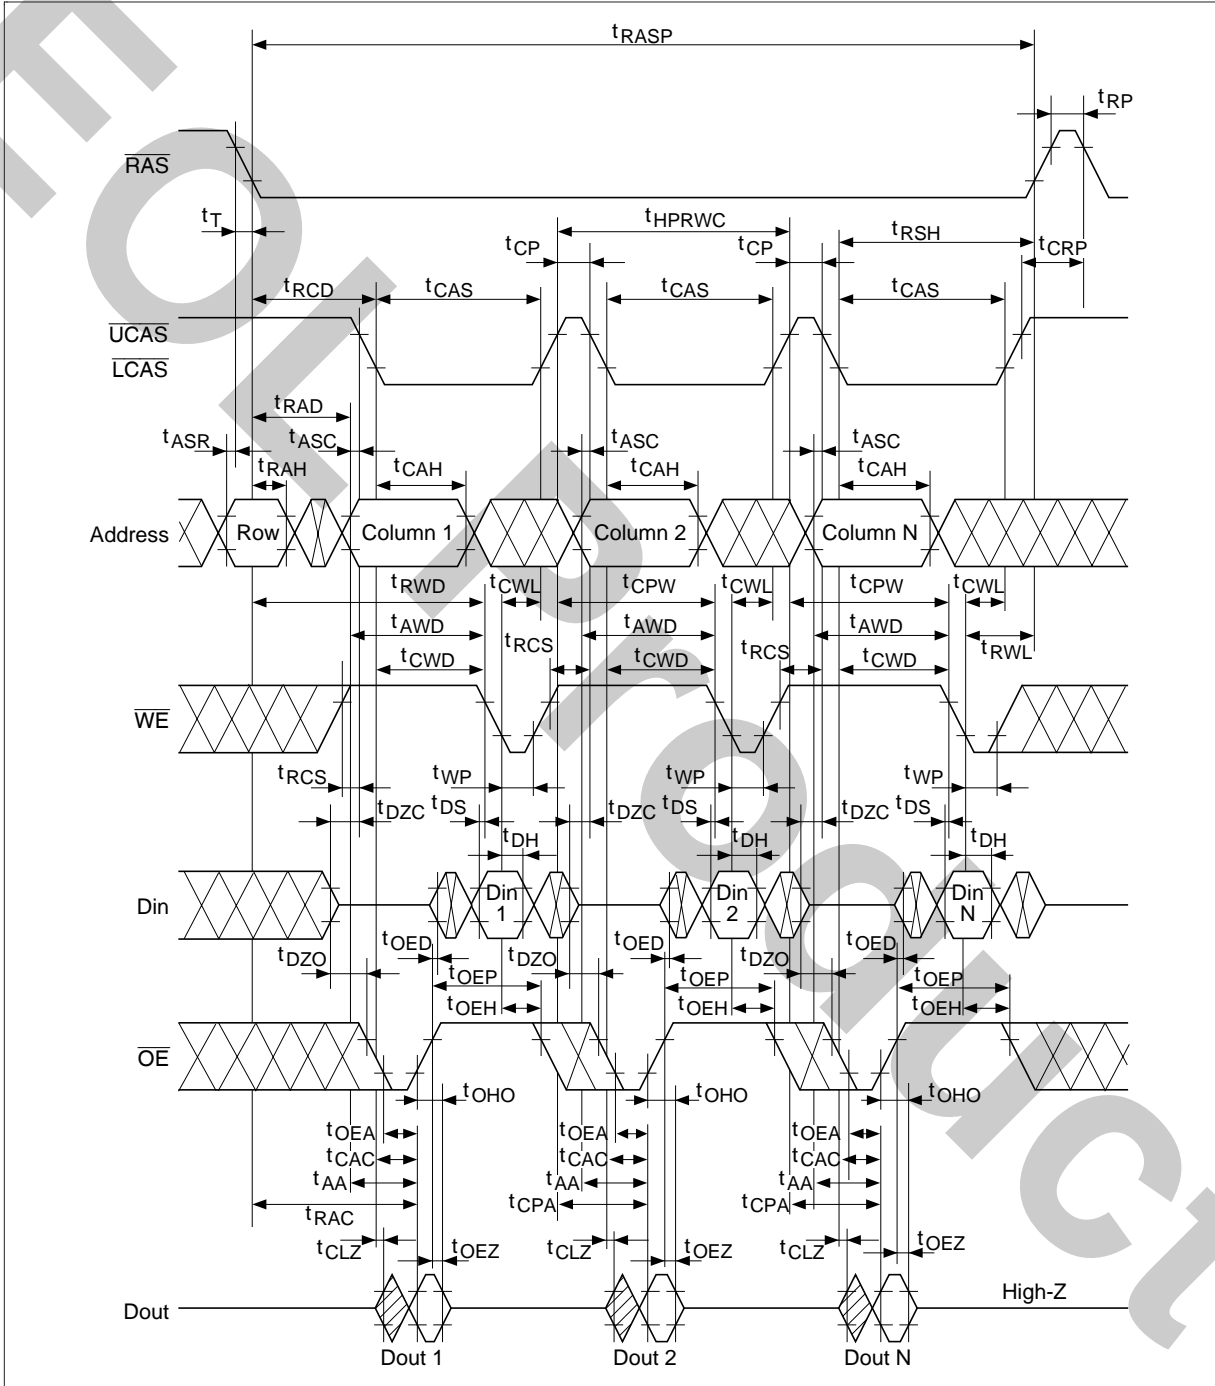 tRASP
tRP
RAS
tT
tHPRWC
tRSH
tCP
tCP
tCRP
tRCD
tCAS
tCAS
tCAS
UCAS
LCAS
tRAD
tASR
tASC
tASC
tASC
tRAH
tCAH
tCAH
tCAH
Address
Row
Column 1
Column 2
Column N
tRWD
tCWL
tCPW
tCWL
tCPW
tCWL
tAWD
tAWD
tAWD
tRCS
tRCS
tRWL
tCWD
tCWD
tCWD
WE
tRCS
tWP
tWP
tWP
tDZC
tDS
tDZC
tDS
tDZC
tDS
tDH
tDH
tDH
Din
Din 1
Din 2
Din N
tOED
tOED
tOED
tDZO
tDZO
tDZO
tOEP
tOEP
tOEP
tOEH
tOEH
tOEH
OE
tOHO
tOHO
tOHO
tOEA
tOEA
tOEA
tCAC
tCAC
tCAC
tAA
tAA
tAA
tRAC
tCPA
tCPA
tCLZ
tOEZ
tCLZ
tOEZ
tCLZ
tOEZ
High-Z
Dout
Dout 1
Dout 2
Dout N
EOL Product